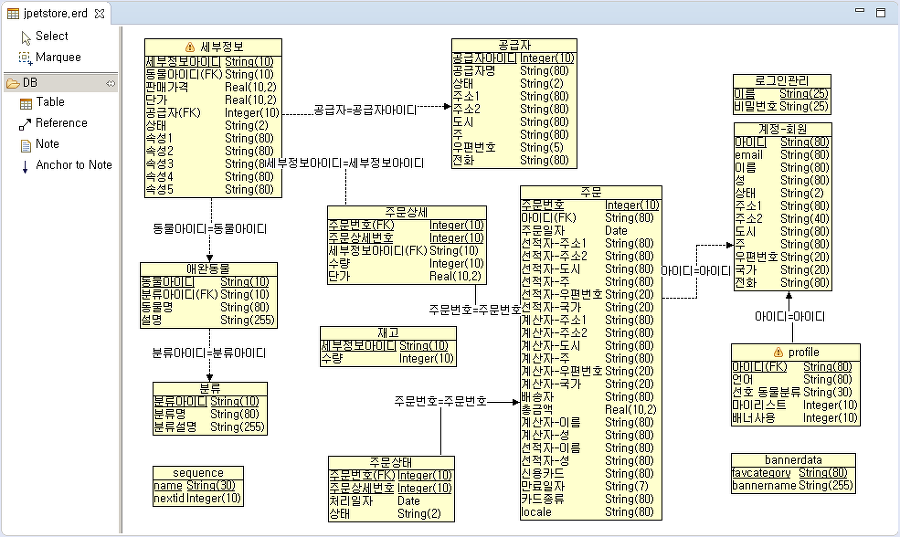 jpetstore.erd
Select
Marquee
DB
Table
Reference
Note
Anchor to Note
세부정보
세부정보아이디 String(10)
동물아이디(FK) String(10)
판매가격 Real(10,2)
단가 Real(10,2)
공급자(FK) Integer(10)
상태 String(2)
속성1 String(80)
속성2 String(80)
속성3 String(80)
속성4 String(80)
속성5 String(80)
공급자=공급자아이디
공급자
공급자아이디 Integer(10)
공급자명 String(80)
상태 String(2)
주소1 String(80)
주소2 String(80)
도시 String(80)
주 String(80)
우편번호 String(5)
전화 String(80)
로그인관리
이름 String(25)
비밀번호 String(25)
계정-회원
아이디 String(80)
email String(80)
이름 String(80)
성 String(80)
상태 String(2)
주소1 String(80)
주소2 String(40)
도시 String(80)
주 String(80)
우편번호 String(20)
국가 String(20)
전화 String(80)
세부정보아이디=세부정보아이디
동물아이디=동물아이디
주문상세
주문번호(FK) Integer(10)
주문상세번호 Integer(10)
세부정보아이디(FK) String(10)
수량 Integer(10)
단가 Real(10,2)
주문
주문번호 Integer(10)
아이디(FK) String(80)
주문일자 Date
선적자-주소1 String(80)
선적자-주소2 String(80)
선적자-도시 String(80)
선적자-주 String(80)
선적자-우편번호 String(20)
선적자-국가 String(20)
계산자-주소1 String(80)
계산자-주소2 String(80)
계산자-도시 String(80)
계산자-주 String(80)
계산자-우편번호 String(20)
계산자-국가 String(20)
배송자 String(80)
총금액 Real(10,2)
계산자-이름 String(80)
계산자-성 String(80)
선적자-이름 String(80)
선적자-성 String(80)
신용카드 String(80)
만료일자 String(7)
카드종류 String(80)
locale String(80)
아이디=아이디
애완동물
동물아이디 String(10)
분류아이디(FK) String(10)
동물명 String(80)
설명 String(255)
주문번호=주문번호
아이디=아이디
재고
세부정보아이디 String(10)
수량 Integer(10)
분류아이디=분류아이디
profile
아이디(FK) String(80)
언어 String(80)
선호 동물분류 String(30)
마이리스트 Integer(10)
배너사용 Integer(10)
분류
분류아이디 String(10)
분류명 String(80)
분류설명 String(255)
주문번호=주문번호
주문상태
주문번호(FK) Integer(10)
주문상세번호 Integer(10)
처리일자 Date
상태 String(2)
sequence
name String(30)
nextid Integer(10)
bannerdata
favcategory String(80)
bannername String(255)